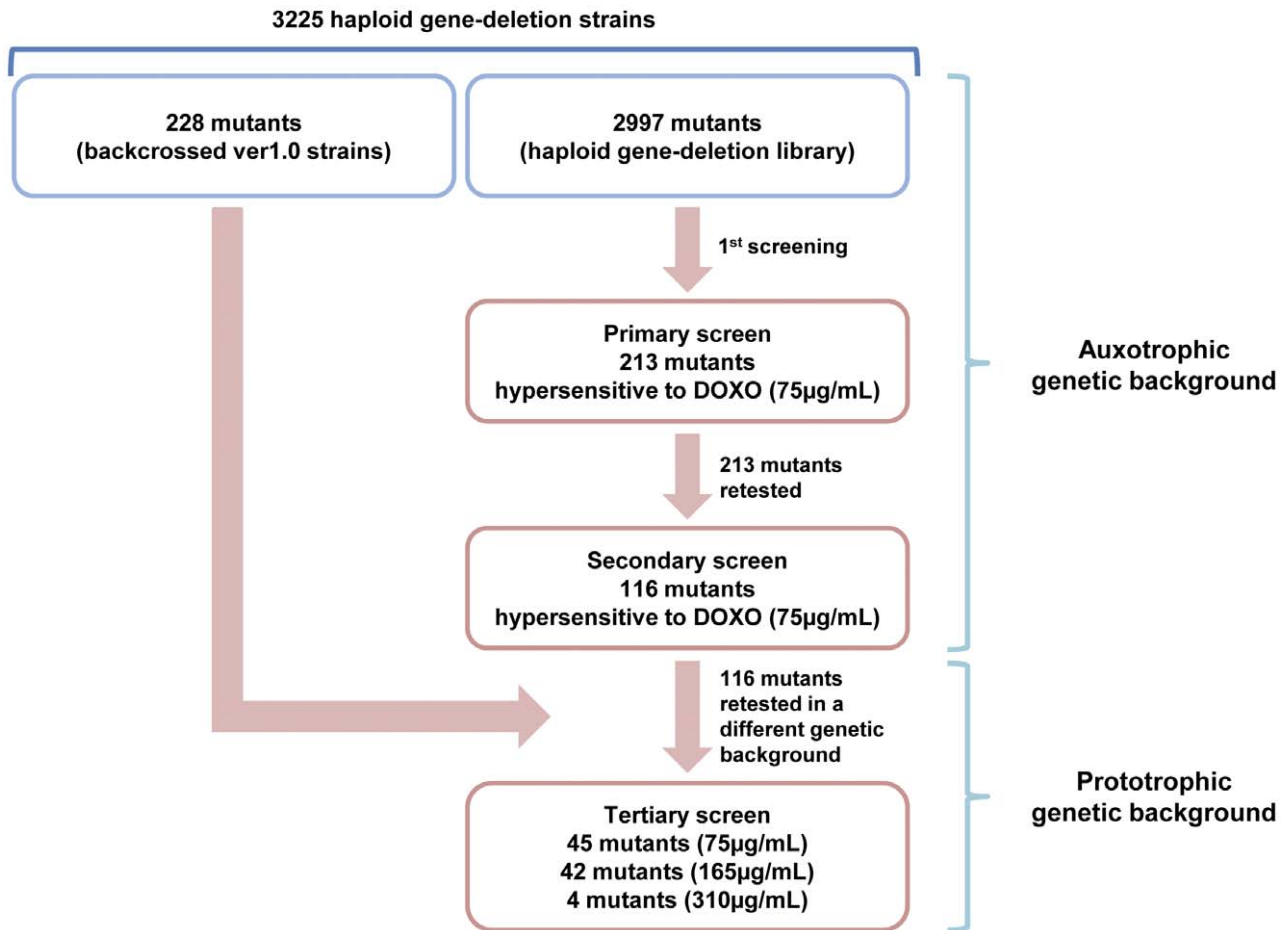 3225 haploid gene-deletion strains
228 mutants
(backcrossed ver1.0 strains)
2997 mutants
(haploid gene-deletion library)
1st screening
Primary screen
213 mutants
hypersensitive to DOXO (75µg/mL)
Auxotrophic
genetic background
213 mutants
retested
Secondary screen
116 mutants
hypersensitive to DOXO (75µg/mL)
116 mutants
retested in a
different genetic
background
Prototrophic
genetic background
Tertiary screen
45 mutants (75µg/mL)
42 mutants (165µg/mL)
4 mutants (310µg/mL)